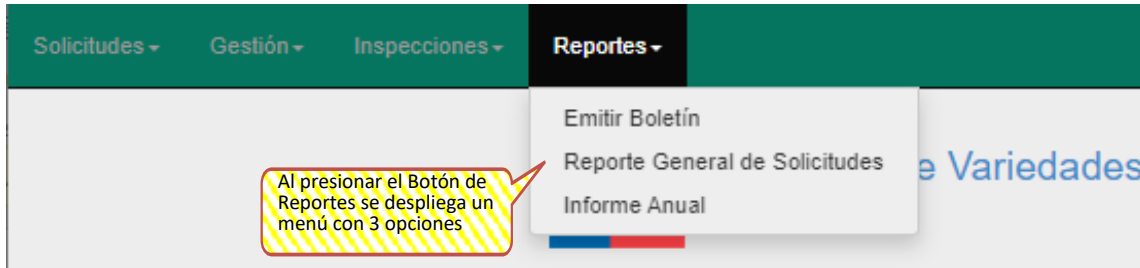 Solicitudes Gestión Inspecciones Reportes
Emitir Boletín
Reporte General de Solicitudes
e Variedades
Informe Anual
Al presionar el Botón de
Reportes se despliega un
menú con 3 opciones